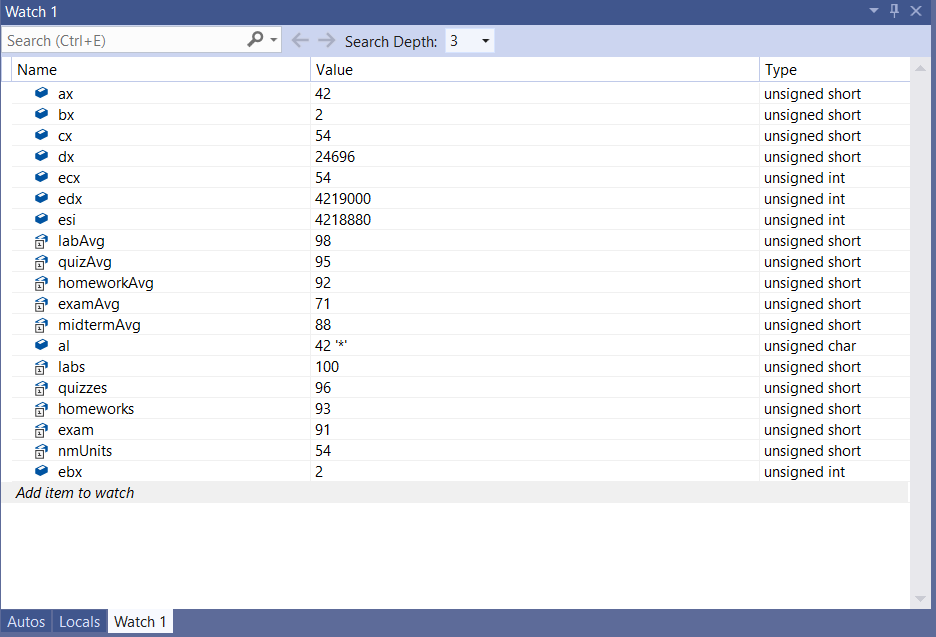 Watch 1
Search (Ctrl+E) Search Depth: 3
Name Value Type
ax 42 unsigned short
bx 2 unsigned short
cx 54 unsigned short
dx 24696 unsigned short
ecx 54 unsigned int
edx 4219000 unsigned int
esi 4218880 unsigned int
labAvg 98 unsigned short
quizAvg 95 unsigned short
homeworkAvg 92 unsigned short
examAvg 71 unsigned short
midtermAvg 88 unsigned short
al 42 '*' unsigned char
labs 100 unsigned short
quizzes 96 unsigned short
homeworks 93 unsigned short
exam 91 unsigned short
nmUnits 54 unsigned short
ebx 2 unsigned int
Add item to watch
Autos Locals Watch 1